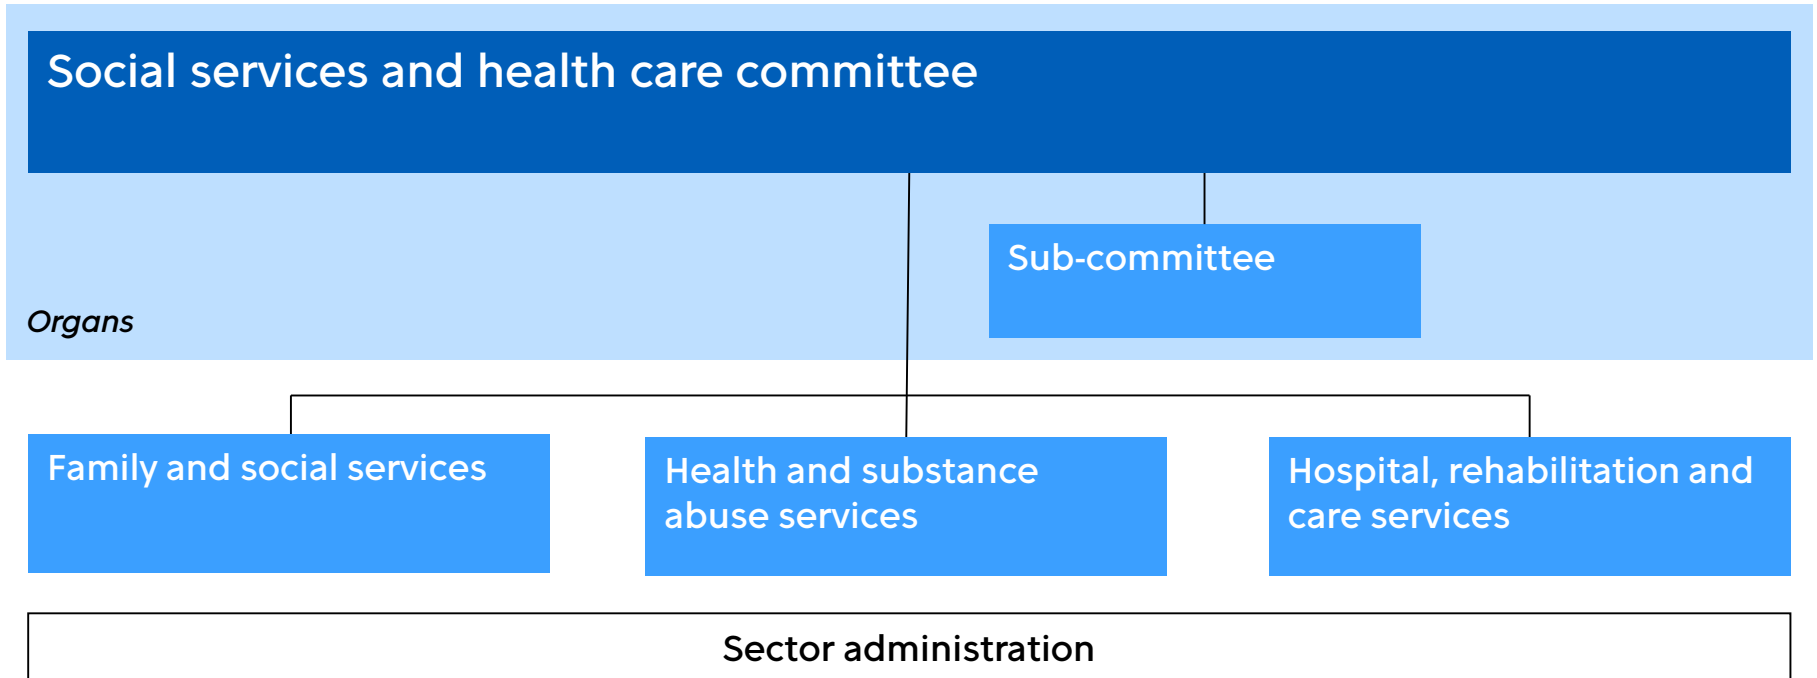 Social services and health care committee
Sub-committee
Organs
Family and social services
Health and substance
abuse services
Hospital, rehabilitation and
care services
Sector administration